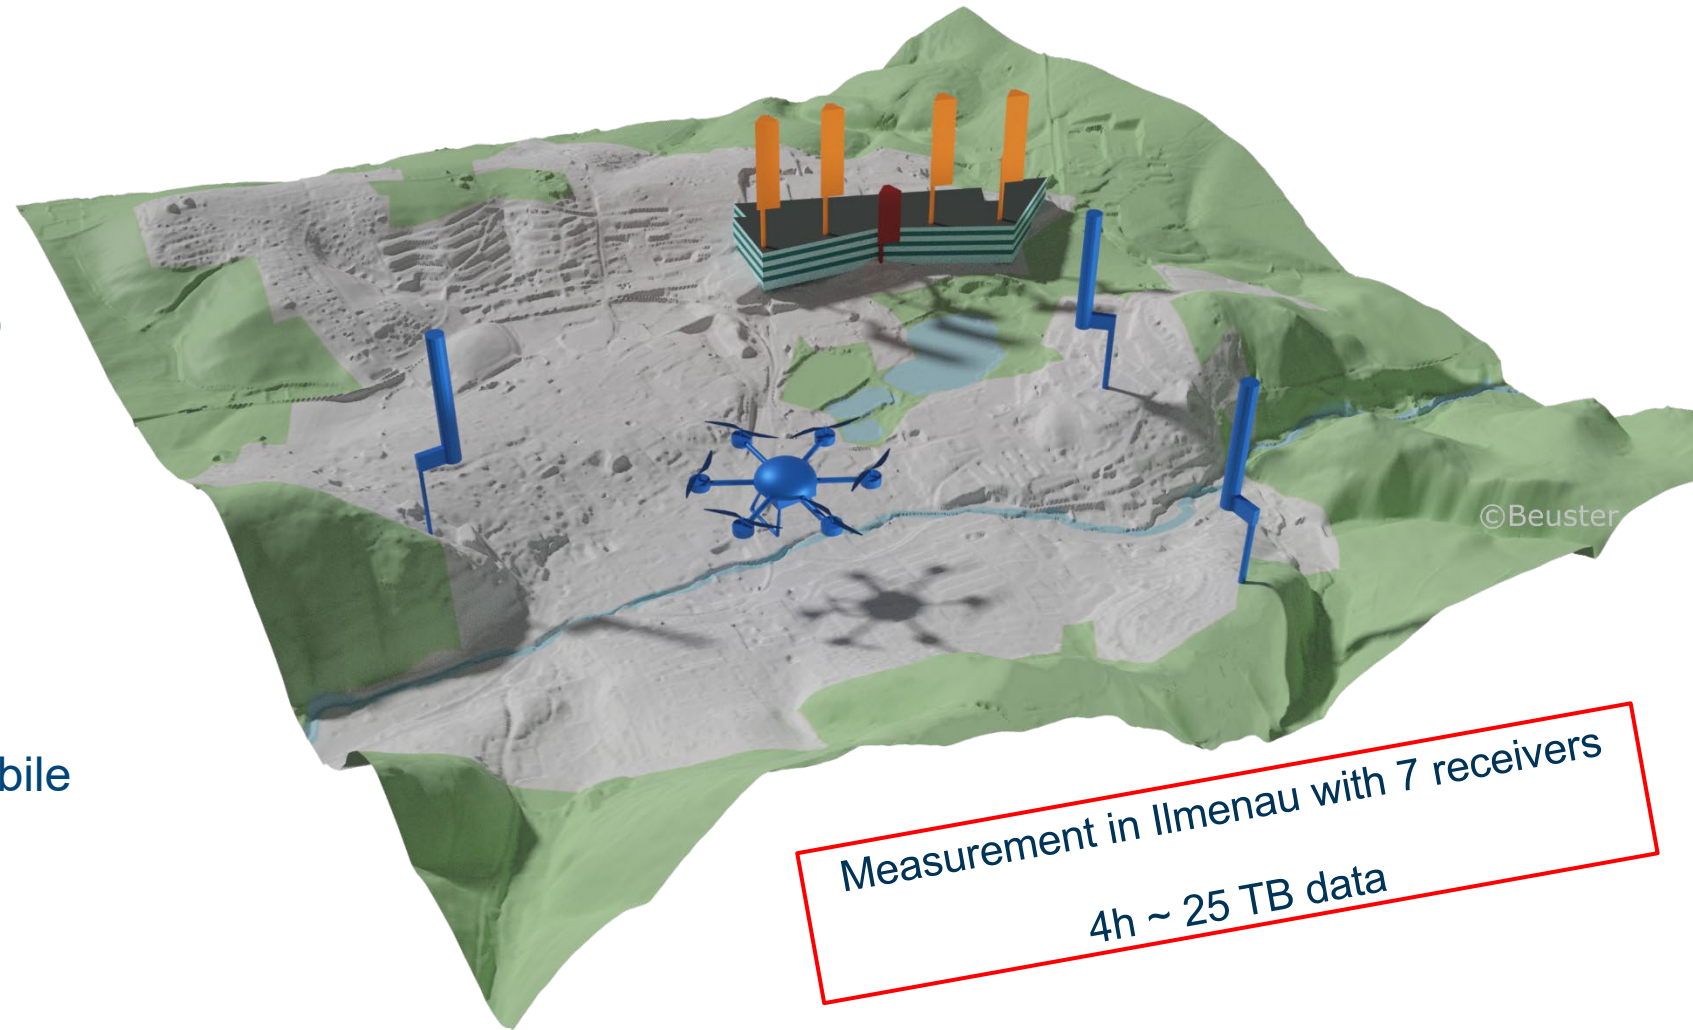 ©Beuster
bile
Measurement in Ilmenau with 7 receivers
4h ~ 25 TB data